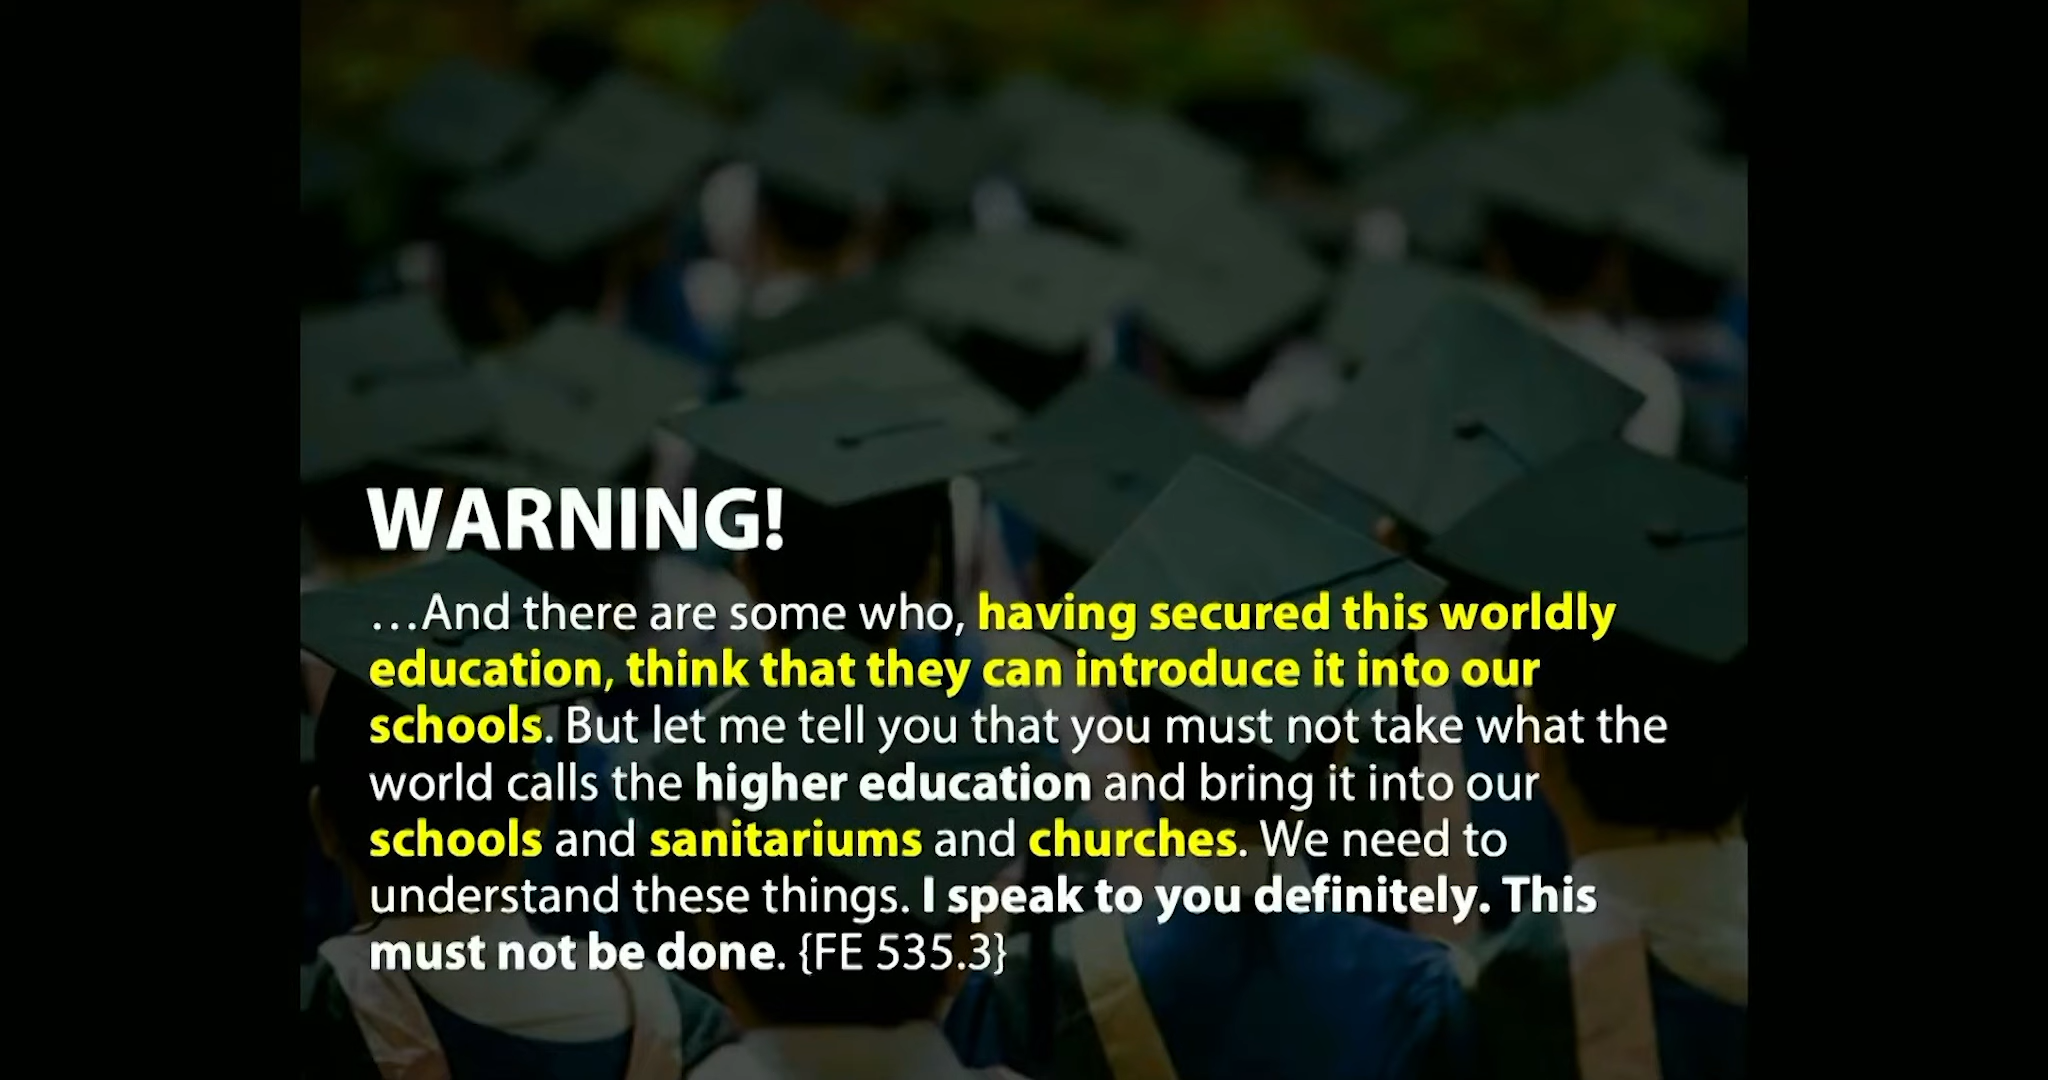 WARNING!
…And there are some who, having secured this worldly
education, think that they can introduce it into our
schools. But let me tell you that you must not take what the
world calls the higher education and bring it into our
schools and sanitariums and churches. We need to
understand these things. I speak to you definitely. This
must not be done. {FE 535.3}